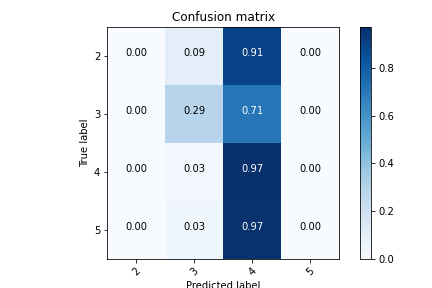 Confusion matrix
2 0.00 0.09 0.91 0.00
3 0.00 0.29 0.71 0.00
4 0.00 0.03 0.97 0.00
5 0.00 0.03 0.97 0.00
2 3 4 5
True label
Predicted label
0.8
0.6
0.4
0.2
0.0